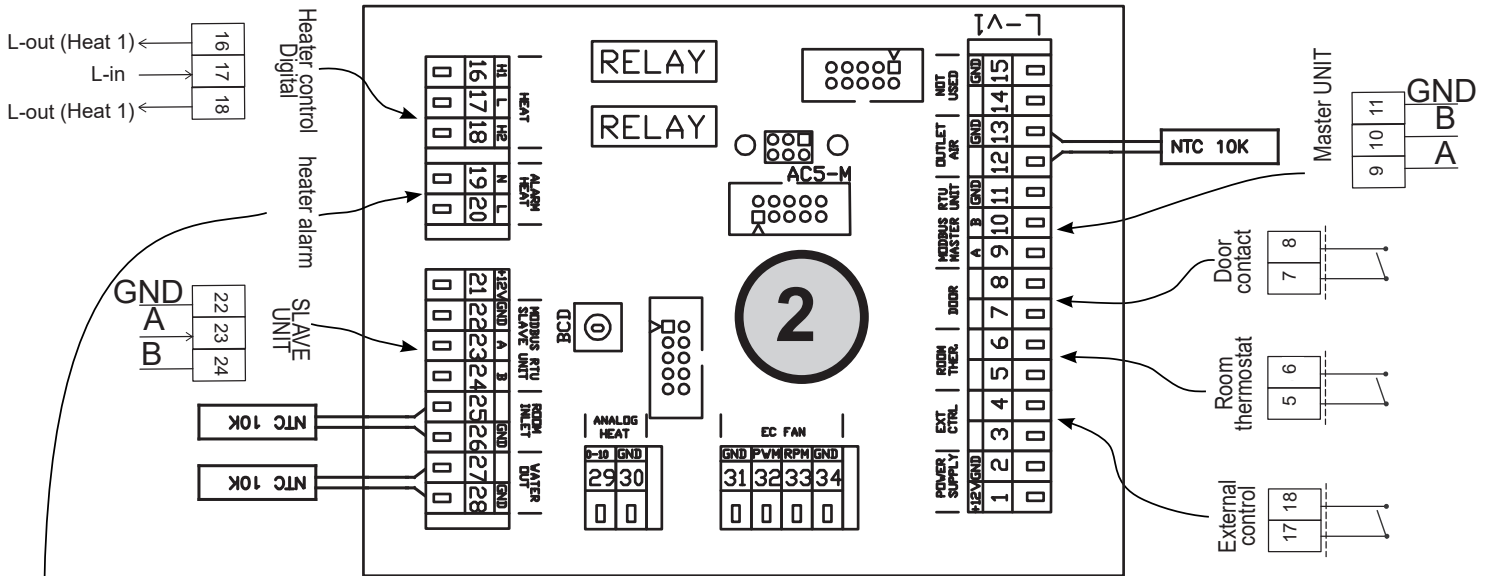 L-out (Heat 1)
L-in
L-out (Heat 1)
16
17
18
Heater control
Digital
heater alarm
GND
A
B
22
23
24
SLAVE
UNIT
NTC 10K
NTC 10K
16 H1
17 L
18 H2
HEAT
19 N
20 L
ALARM
HEAT
21 +12V
22 GND
23 A
24 B
MODBUS RTU
SLAVE UNIT
25
26 GND
ROOM
INLET
27
28 GND
WATER
OUT
RELAY
RELAY
AC5-M
BCD
0
2
ANALOG
HEAT
0-10 GND
29 30
EC FAN
GND PWM RPM GND
31 32 33 34
L-V1
NOT
USED
GND 15
14
OUTLET
AIR
GND 13
12
MODBUS RTU
MASTER UNIT
GND 11
B 10
A 9
DOOR
8
7
ROOM
THER.
6
5
EXT
CTRL
4
3
POWER
SUPPLY
GND 2
+12V 1
NTC 10K
Master UNIT
11
10
9
GND
B
A
Door
contact
8
7
Room
thermostat
6
5
External
control
18
17